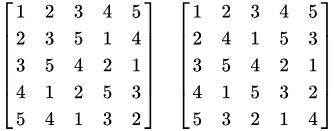 1 2 3 4 5 1 2 3 4 5
2 3 5 1 4 2 4 1 5 3
3 5 4 2 1 3 5 4 2 1
4 1 2 5 3 4 1 5 3 2
5 4 1 3 2 5 3 2 1 4